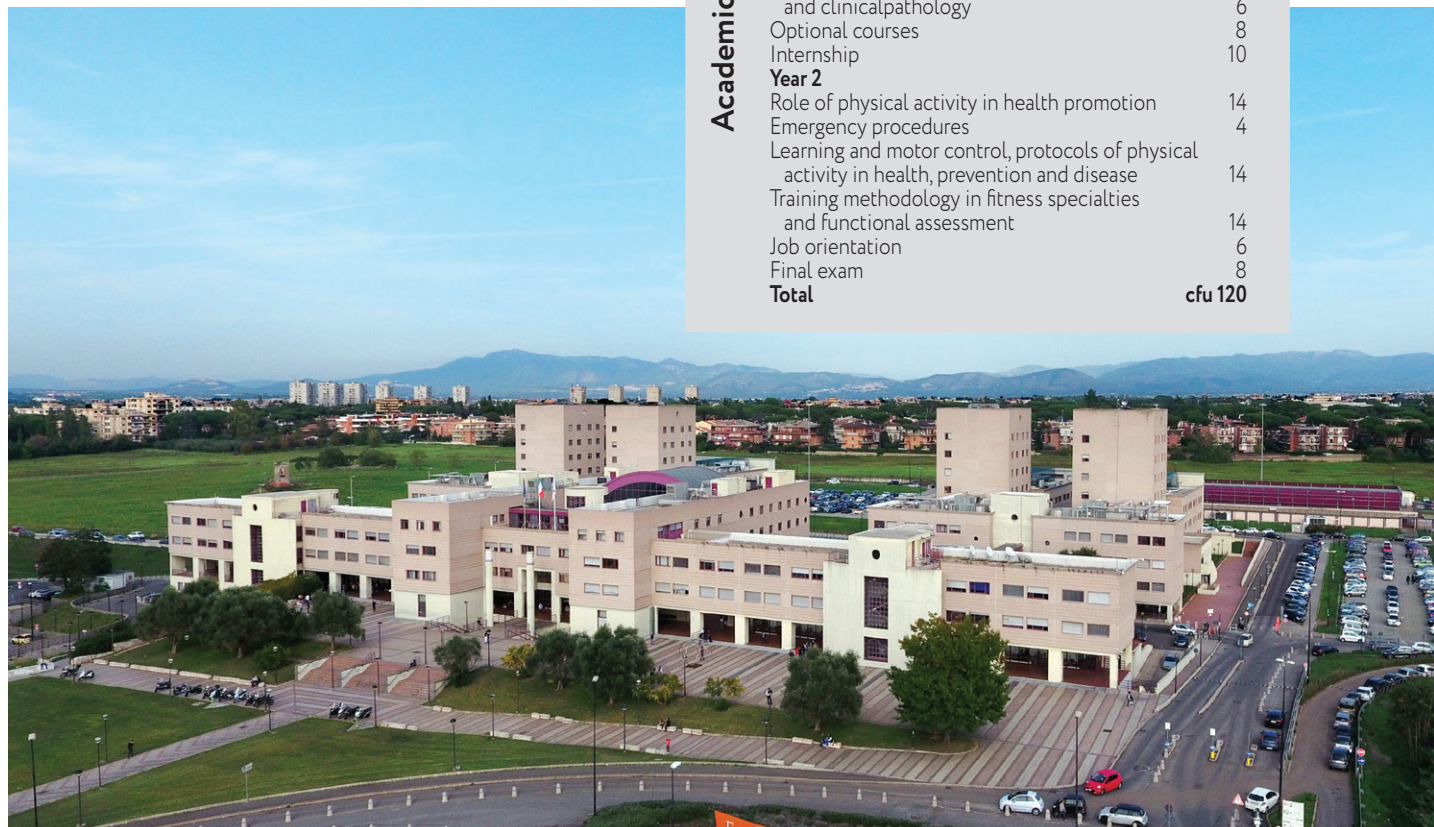 Academic
and clinicalpathology 6
Optional courses 8
Internship 10
Year 2
Role of physical activity in health promotion 14
Emergency procedures 4
Learning and motor control, protocols of physical
activity in health, prevention and disease 14
Training methodology in fitness specialties
and functional assessment 14
Job orientation 6
Final exam 8
Total cfu 120